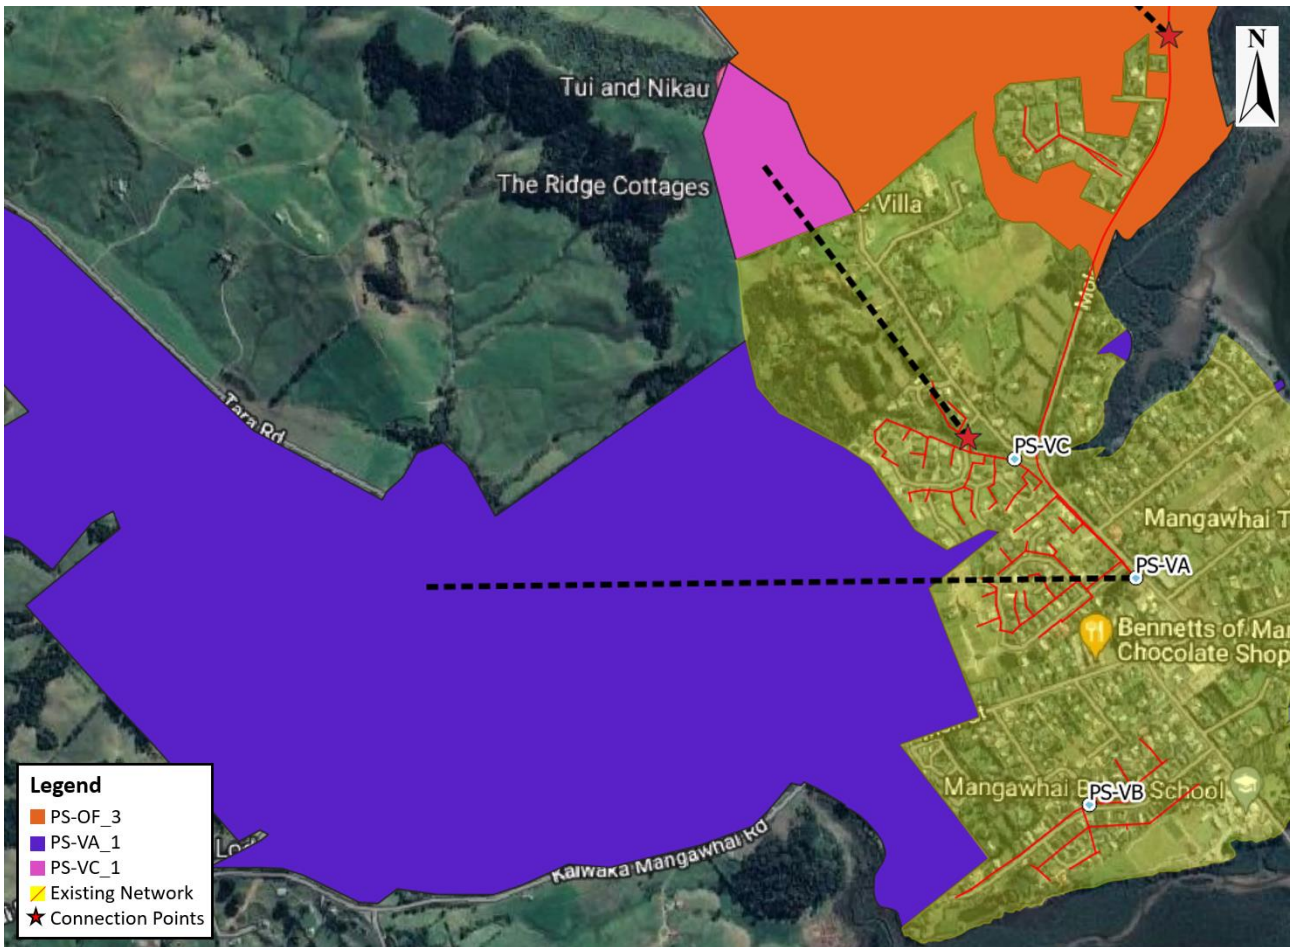 N
Tui and Nikau
The Ridge Cottages
Villa
Tara Rd
PS-VC
Mangawhai T
PS-VA
Bennetts of Ma
Chocolate Shop
Mangawhai B School
PS-VB
Kaiwaka Mangawhai Rd
Legend
PS-OF_3
PS-VA_1
PS-VC_1
Existing Network
Connection Points